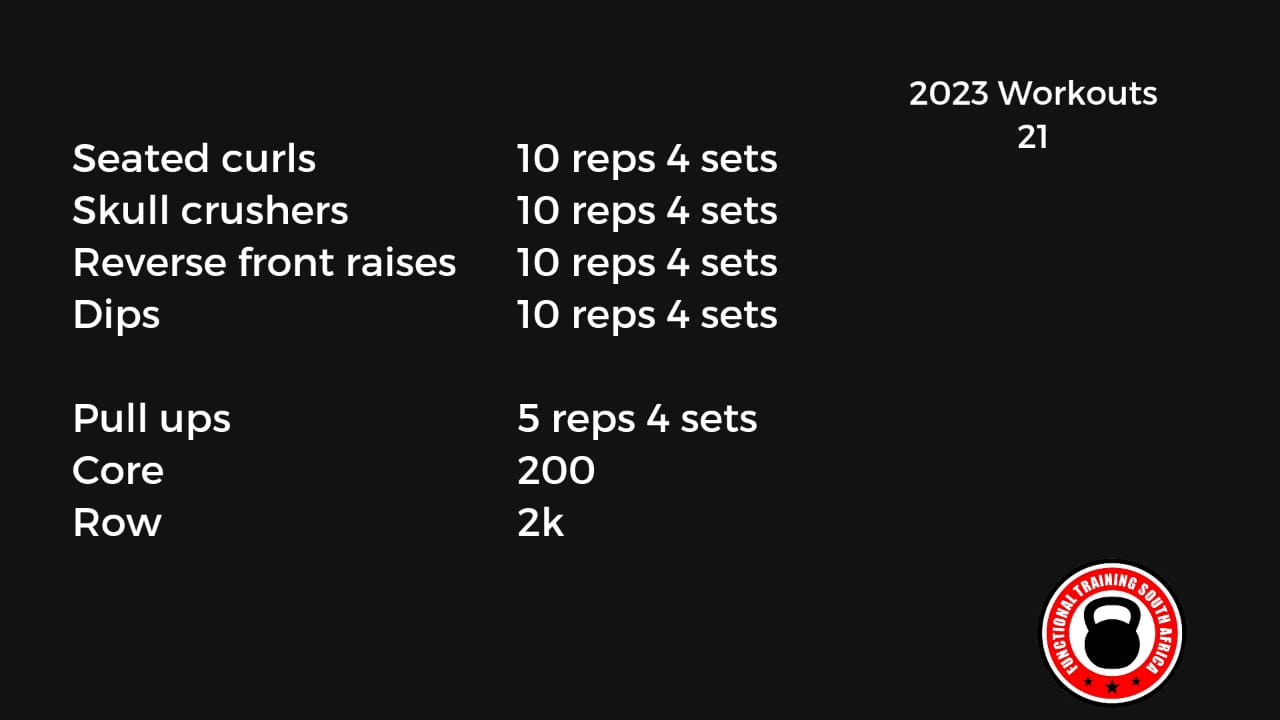 2023 Workouts
21
Seated curls 10 reps 4 sets
Skull crushers 10 reps 4 sets
Reverse front raises 10 reps 4 sets
Dips 10 reps 4 sets
Pull ups 5 reps 4 sets
Core 200
Row 2k
FUNCTIONAL TRAINING SOUTH AFRICA